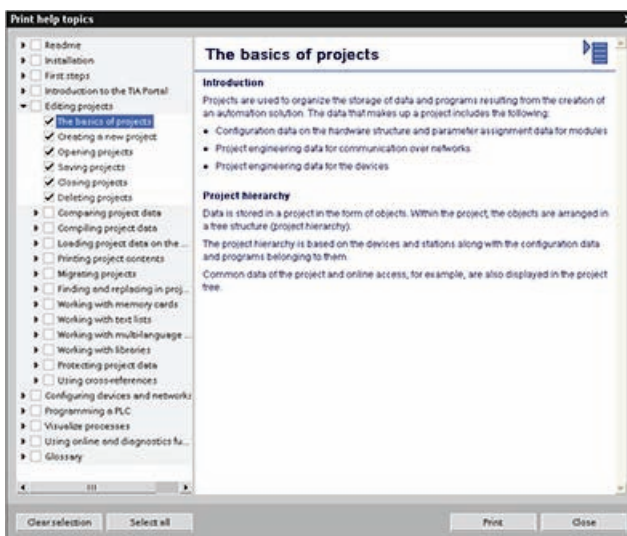 Print help topics
Readme
Installation
First steps
Introduction to the TIA Portal
Editing projects
The basics of projects
Creating a new project
Opening projects
Saving projects
Closing projects
Deleting projects
Comparing project data
Compiling project data
Loading project data on the ...
Printing project contents
Migrating projects
Finding and replacing in proj...
Working with memory cards
Working with text lists
Working with multi-language ...
Working with libraries
Protecting project data
Using cross-references
Configuring devices and networks
Programming a PLC
Visualize processes
Using online and diagnostics fu...
Glossary
The basics of projects
Introduction
Projects are used to organize the storage of data and programs resulting from the creation of
an automation solution. The data that makes up a project includes the following:
• Configuration data on the hardware structure and parameter assignment data for modules
• Project engineering data for communication over networks
• Project engineering data for the devices
Project hierarchy
Data is stored in a project in the form of objects. Within the project, the objects are arranged in
a tree structure (project hierarchy).
The project hierarchy is based on the devices and stations along with the configuration data
and programs belonging to them.
Common data of the project and online access, for example, are also displayed in the project
tree.
Clear selection
Select all
Print
Close